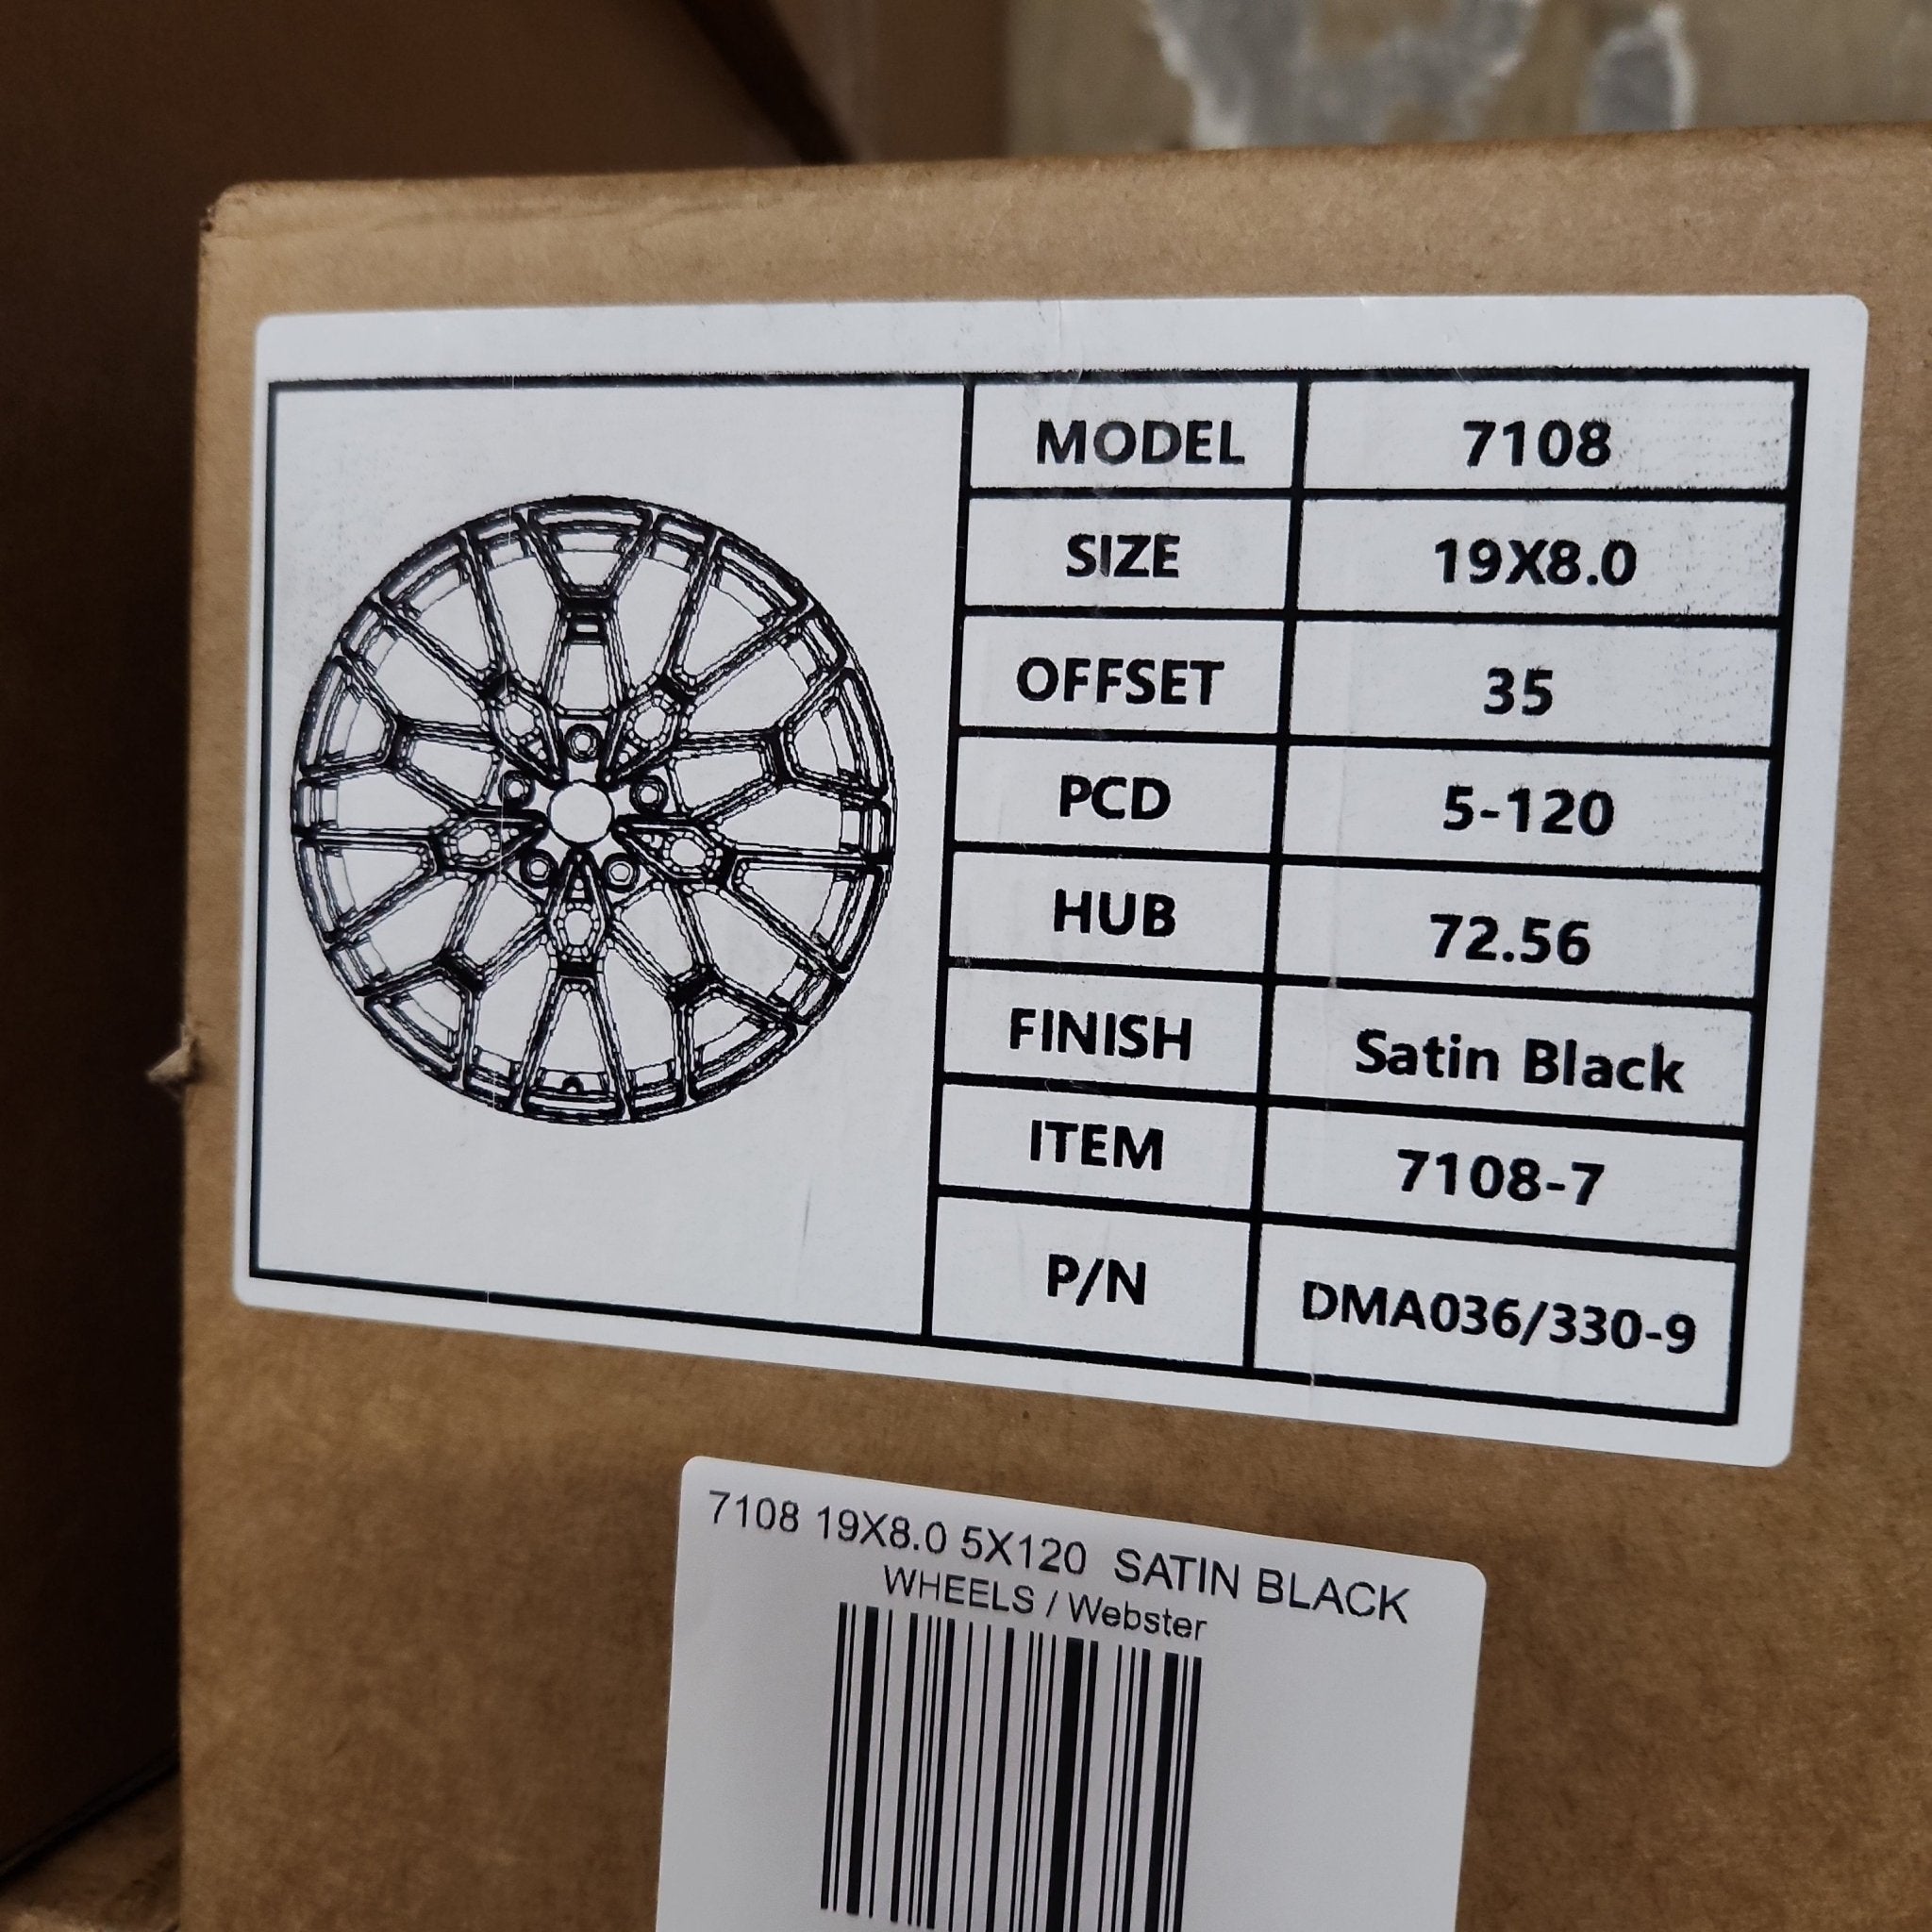 MODEL 7108
SIZE 19X8.0
OFFSET 35
PCD 5-120
HUB 72.56
FINISH Satin Black
ITEM 7108-7
P/N DMA036/330-9
7108 19X8.0 5X120 SATIN BLACK
WHEELS / Webster